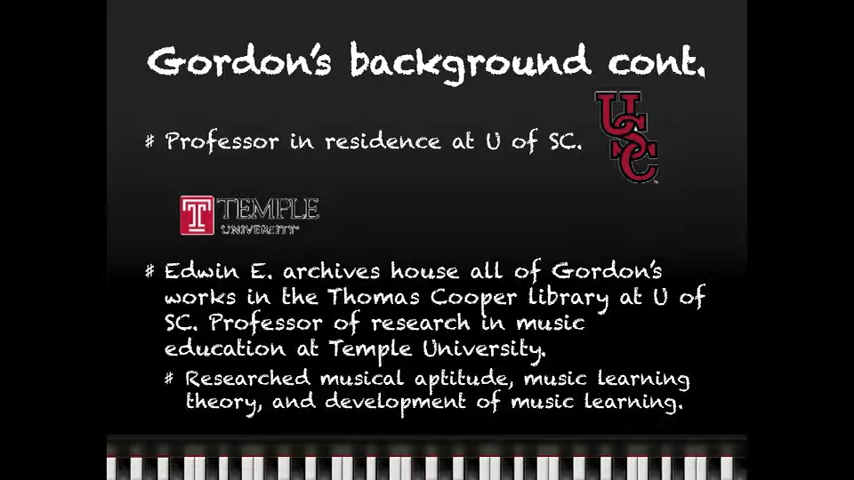 Gordon's background cont.
# Professor in residence at U of SC.
USC
T TEMPLE
UNIVERSITY
# Edwin E. archives house all of Gordon's
works in the Thomas Cooper library at U of
SC. Professor of research in music
education at Temple University.
# Researched musical aptitude, music learning
theory, and development of music learning.